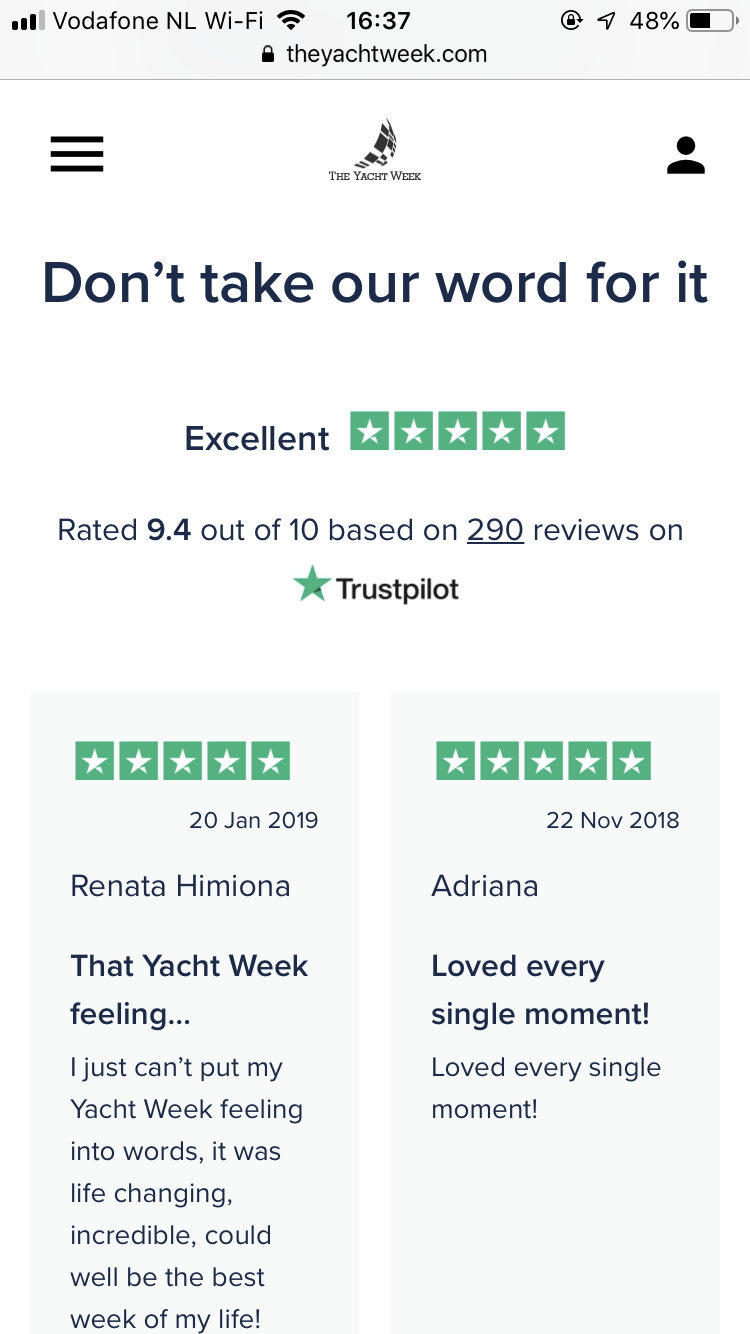 Vodafone NL Wi-Fi 16:37 48%
theyachtweek.com
THE YACHT WEEK
Don’t take our word for it
Excellent
Rated 9.4 out of 10 based on 290 reviews on
Trustpilot
20 Jan 2019
Renata Himiona
That Yacht Week
feeling...
I just can’t put my
Yacht Week feeling
into words, it was
life changing,
incredible, could
well be the best
week of my life!
22 Nov 2018
Adriana
Loved every
single moment!
Loved every single
moment!